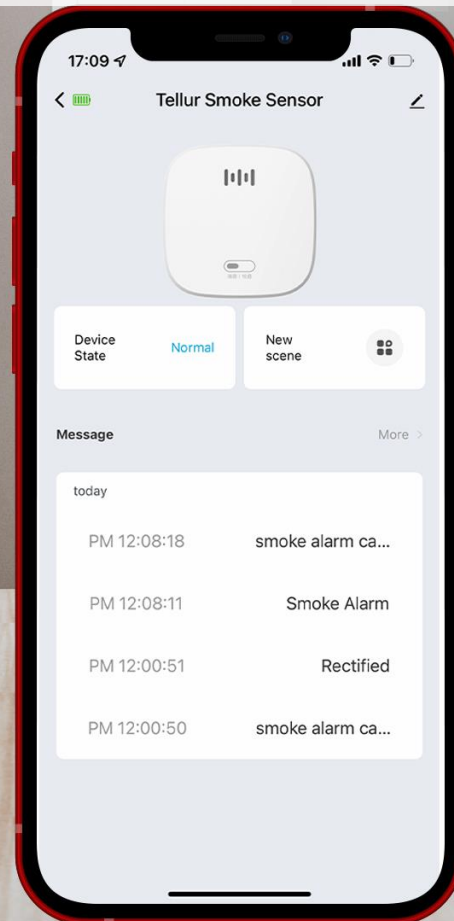 17:09
Tellur Smoke Sensor
Device
State
Normal
New
scene
Message
More >
today
PM 12:08:18
smoke alarm ca...
PM 12:08:11
Smoke Alarm
PM 12:00:51
Rectified
PM 12:00:50
smoke alarm ca...